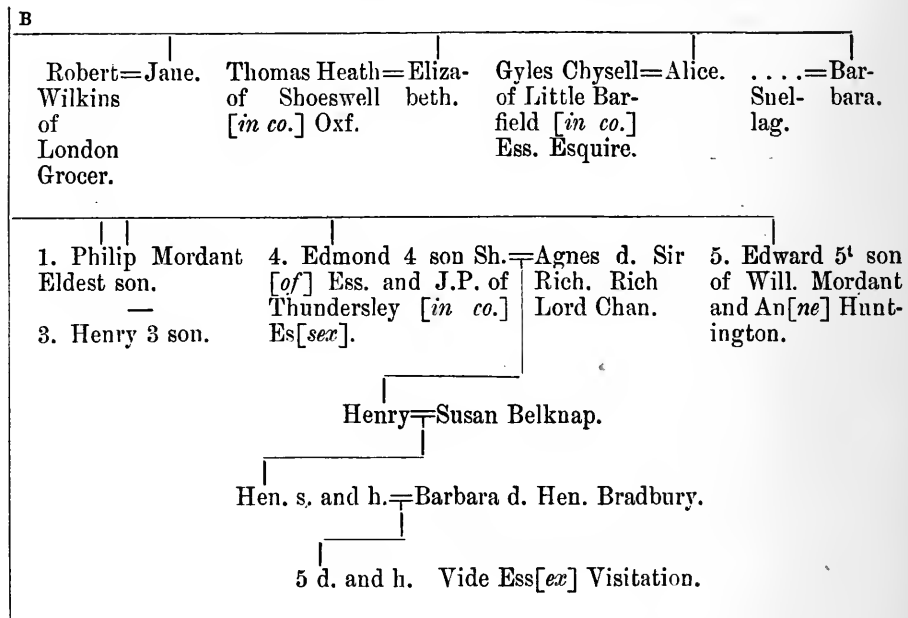 B
Robert=Jane.
Wilkins
of
London
Grocer.
Thomas Heath=Eliza-
of Shoeswell beth.
[in co.] Oxf.
Gyles Chysell=Alice.
of Little Bar-
field [in co.]
Ess. Esquire.
. . . .=Bar-
Snel- bara.
lag.
1. Philip Mordant
Eldest son.
—
3. Henry 3 son.
4. Edmond 4 son Sh.=Agnes d. Sir
[of] Ess. and J.P. of Rich. Rich
Thundersley [in co.] Lord Chan.
Es[sex].
5. Edward 5t son
of Will. Mordant
and An[ne] Hunt-
ington.
Henry=Susan Belknap.
Hen. s. and h.=Barbara d. Hen. Bradbury.
5 d. and h. Vide Ess[ex] Visitation.